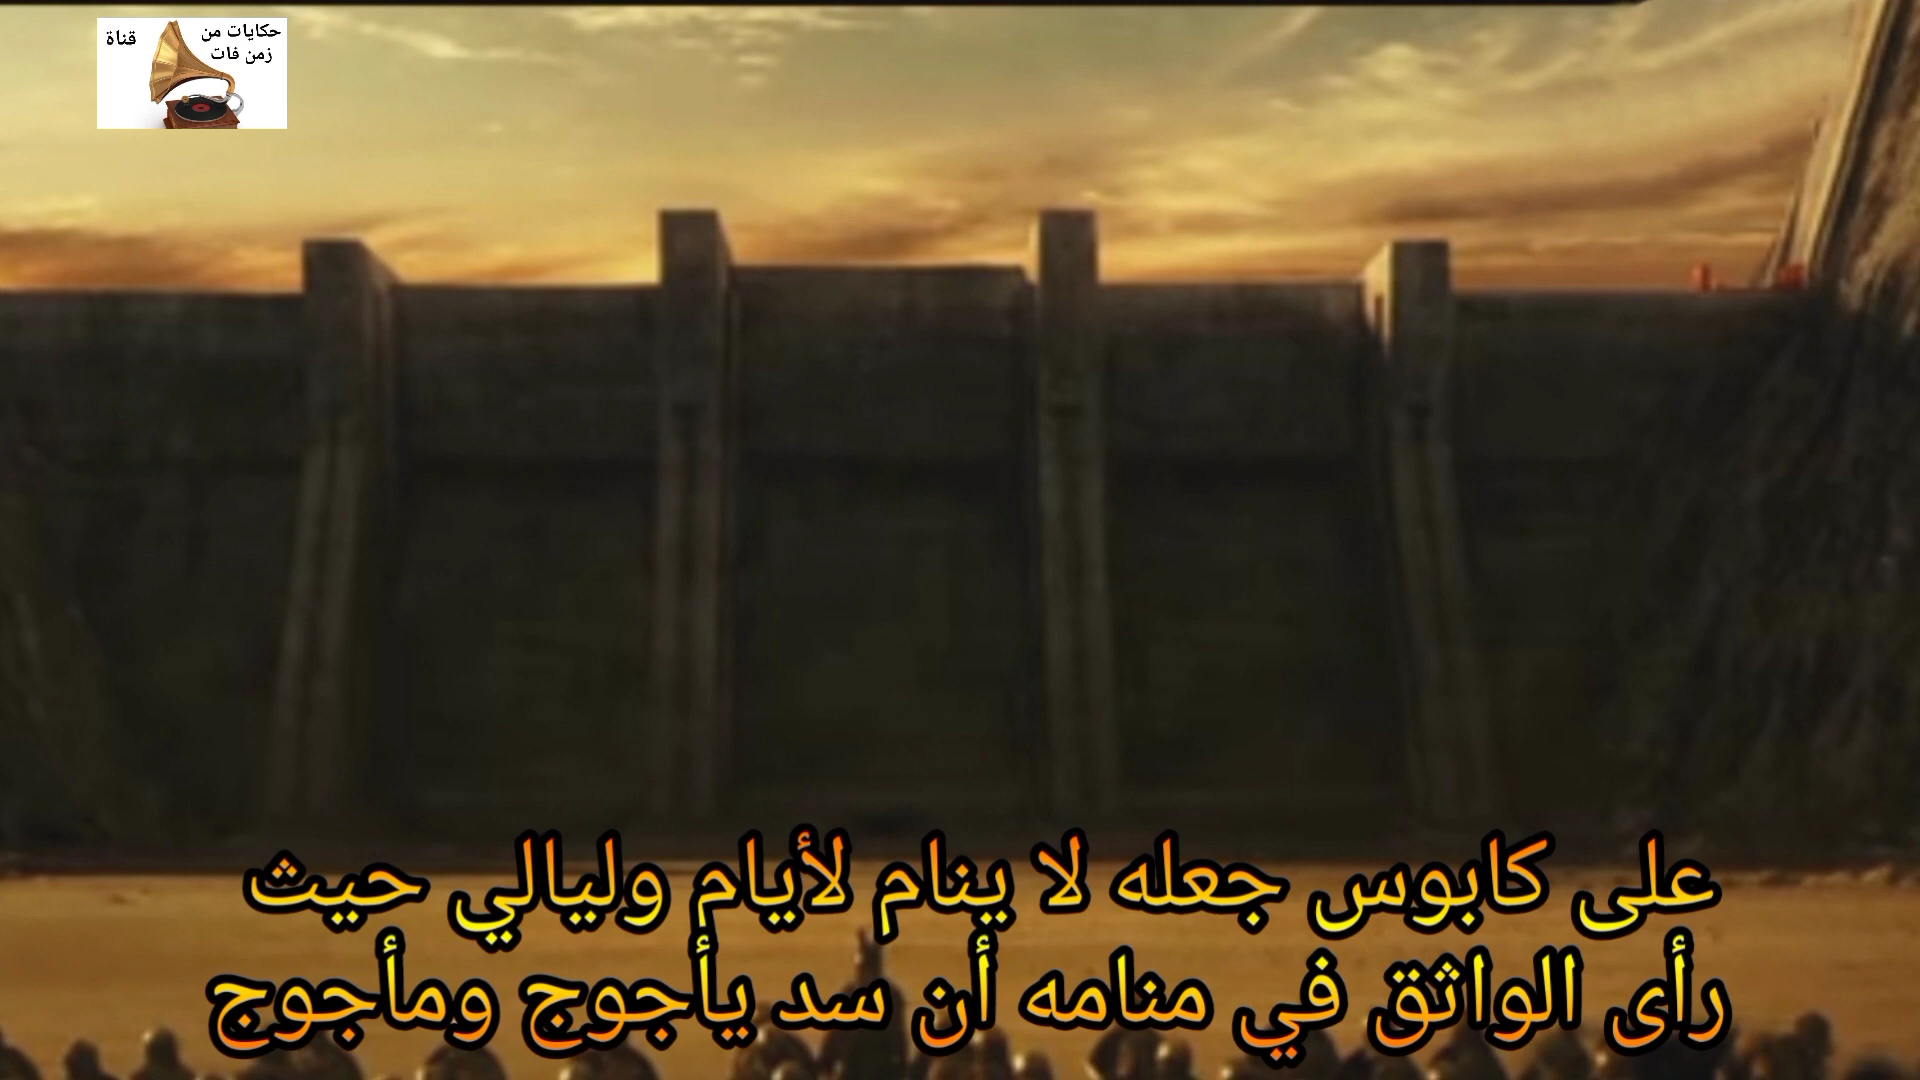 حكايات من
زمن فات
قناة
على كابوس جعله لا ينام لأيام وليالي حيث
رأى الواثق في منامه أن سد يأجوج ومأجوج